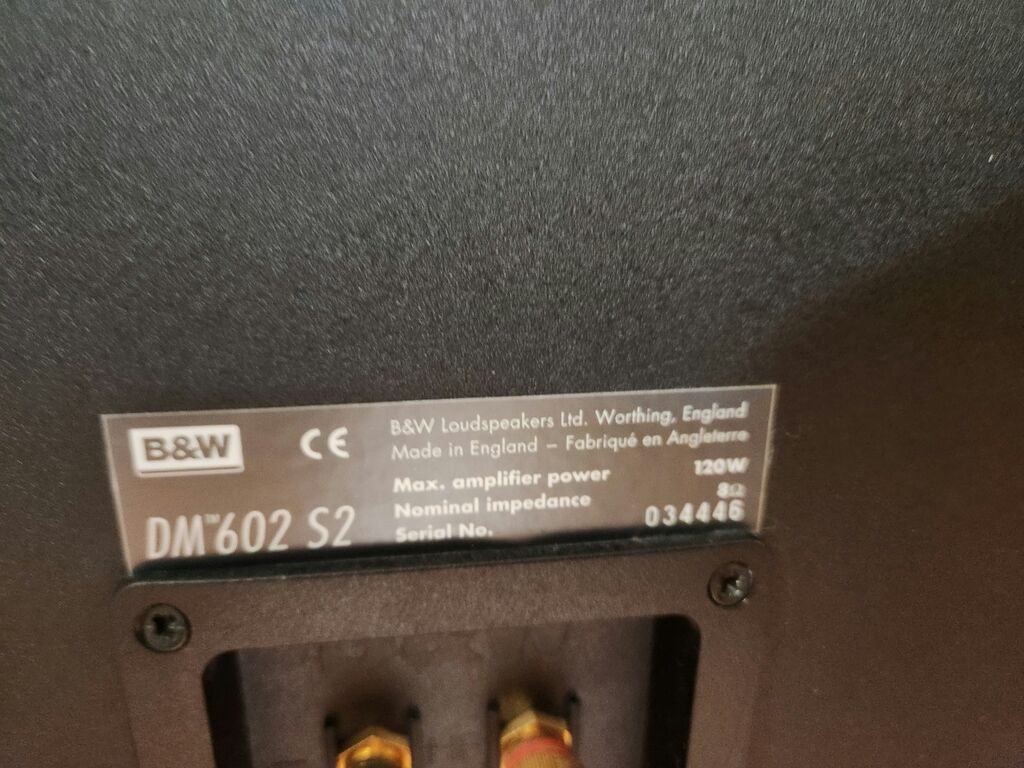 B&W
CE
B&W Loudspeakers Ltd. Worthing, England
Made in England – Fabriqué en Angleterre
Max. amplifier power 120W
Nominal impedance 8Ω
Serial No. 034446
DM™602 S2